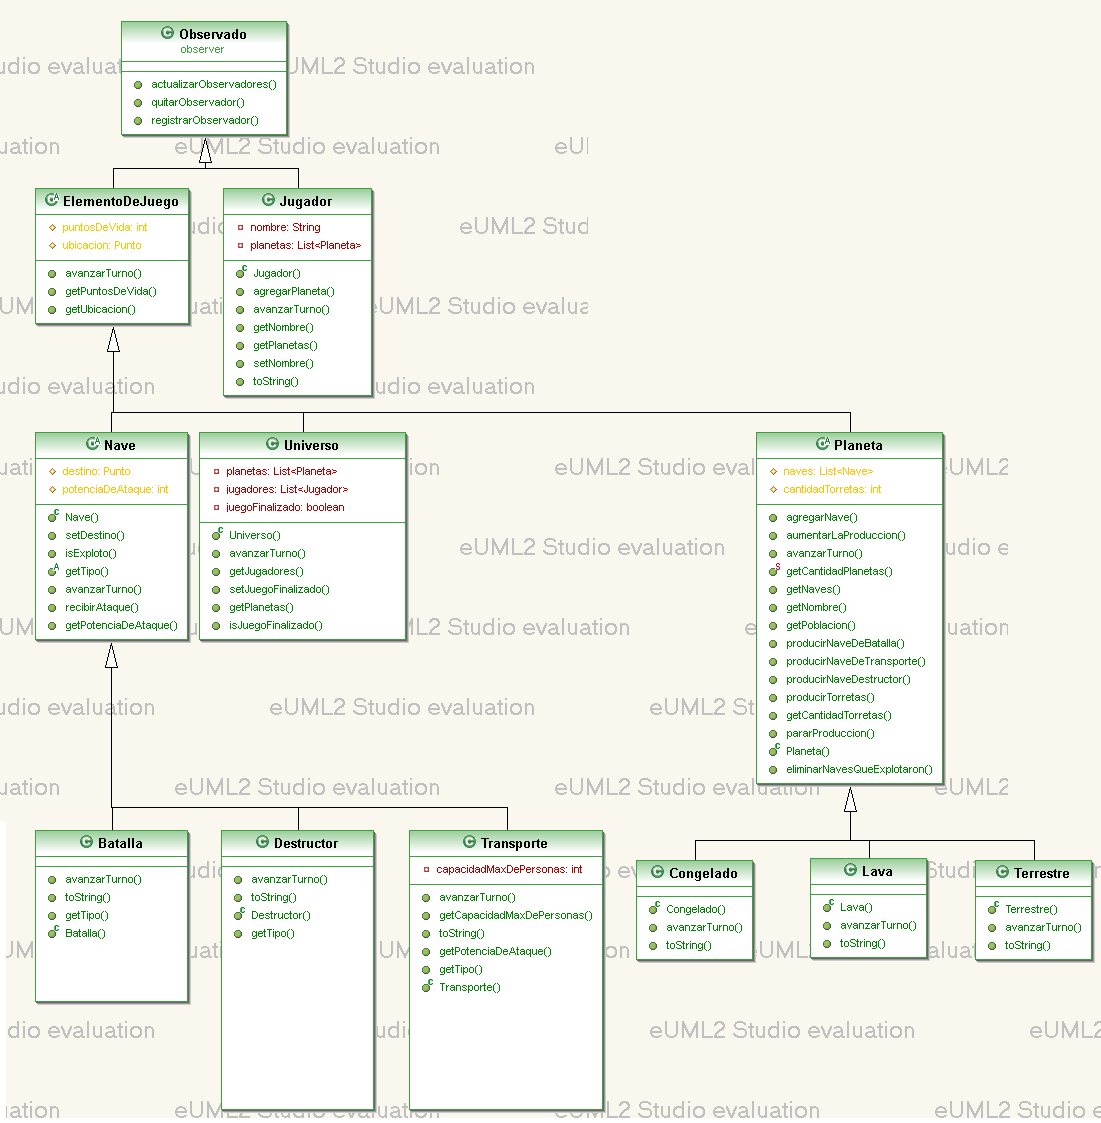 Observado
observer
actualizarObservadores()
quitarObservador()
registrarObservador()
ElementoDeJuego
puntosDeVida: int
ubicacion: Punto
avanzarTurno()
getPuntosDeVida()
getUbicacion()
Jugador
nombre: String
planetas: List<Planeta>
Jugador()
agregarPlaneta()
avanzarTurno()
getNombre()
getPlanetas()
setNombre()
toString()
Nave
destino: Punto
potenciaDeAtaque: int
Nave()
setDestino()
isExploto()
getTipo()
avanzarTurno()
recibirAtaque()
getPotenciaDeAtaque()
Universo
planetas: List<Planeta>
jugadores: List<Jugador>
juegoFinalizado: boolean
Universo()
avanzarTurno()
getJugadores()
setJuegoFinalizado()
getPlanetas()
isJuegoFinalizado()
Planeta
naves: List<Nave>
cantidadTorretas: int
agregarNave()
aumentarLaProduccion()
avanzarTurno()
getCantidadPlanetas()
getNaves()
getNombre()
getPoblacion()
producirNaveDeBatalla()
producirNaveDeTransporte()
producirNaveDestructor()
producirTorretas()
getCantidadTorretas()
pararProduccion()
Planeta()
eliminarNavesQueExplotaron()
Batalla
avanzarTurno()
toString()
getTipo()
Batalla()
Destructor
avanzarTurno()
toString()
Destructor()
getTipo()
Transporte
capacidadMaxDePersonas: int
avanzarTurno()
getCapacidadMaxDePersonas()
toString()
getPotenciaDeAtaque()
getTipo()
Transporte()
Congelado
Congelado()
avanzarTurno()
toString()
Lava
Lava()
avanzarTurno()
toString()
Terrestre
Terrestre()
avanzarTurno()
toString()
eUML2 Studio evaluation